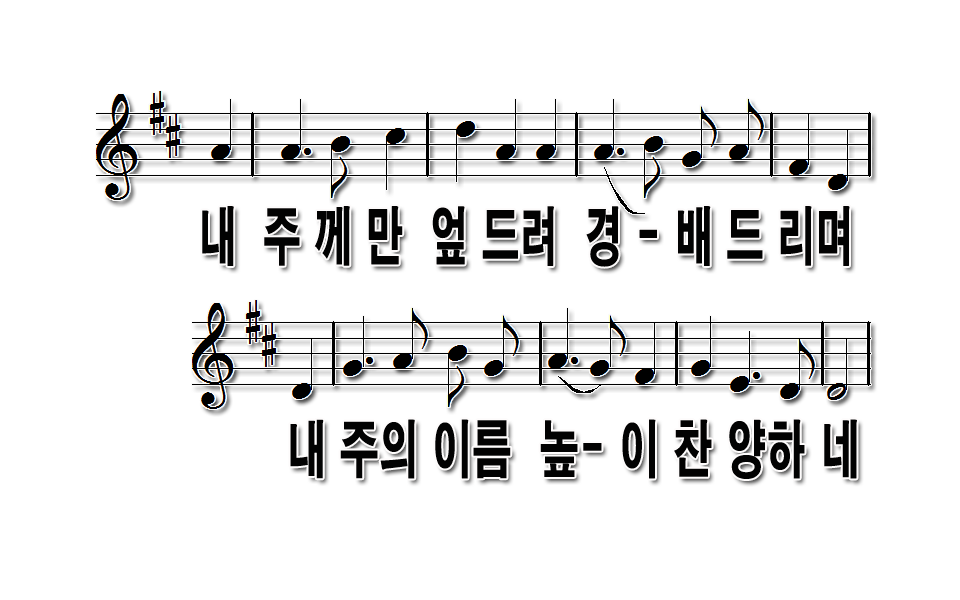 내 주 께 만 엎 드려 경 - 배 드 리며
내 주의 이름 높- 이 찬 양하 네